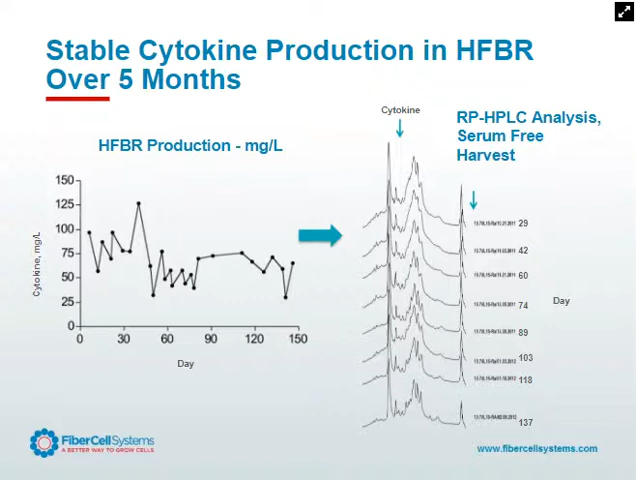 Stable Cytokine Production in HFBR
Over 5 Months
HFBR Production - mg/L
Cytokine, mg/L
150
125
100
75
50
25
0
0
30
60
90
120
150
Day
Cytokine
RP-HPLC Analysis,
Serum Free
Harvest
29
42
60
74
89
103
118
137
Day
FiberCellSystems
A BETTER WAY TO GROW CELLS
www.fibercellsystems.com